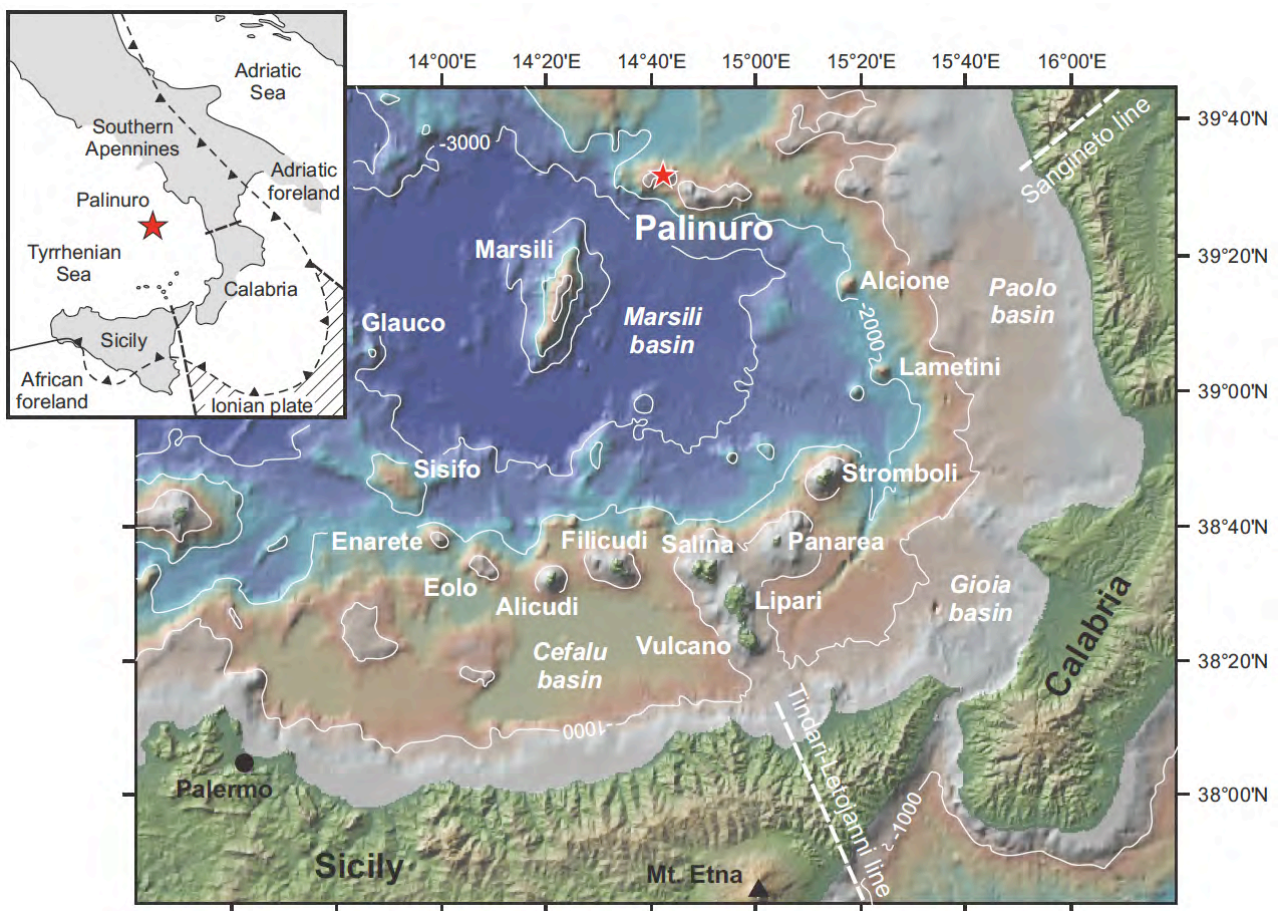 Adriatic
Sea
Southern
Apennines
Adriatic
foreland
Palinuro
Tyrrhenian
Sea
Calabria
Sicily
African
foreland
Ionian plate
14°00'E
14°20'E
14°40'E
15°00'E
15°20'E
15°40'E
16°00'E
39°40'N
39°20'N
39°00'N
38°40'N
38°20'N
38°00'N
-3000
Sangineto line
Palinuro
Marsili
Alcione
Paolo
basin
Glauco
Marsili
basin
-2000
Lametini
Sisifo
Stromboli
Enarete
Filicudi
Salina
Panarea
Eolo
Alicudi
Lipari
Gioia
basin
Calabria
Vulcano
Cefalu
basin
-1000
Tindari-Letojanni line
Palermo
-1000
Sicily
Mt. Etna